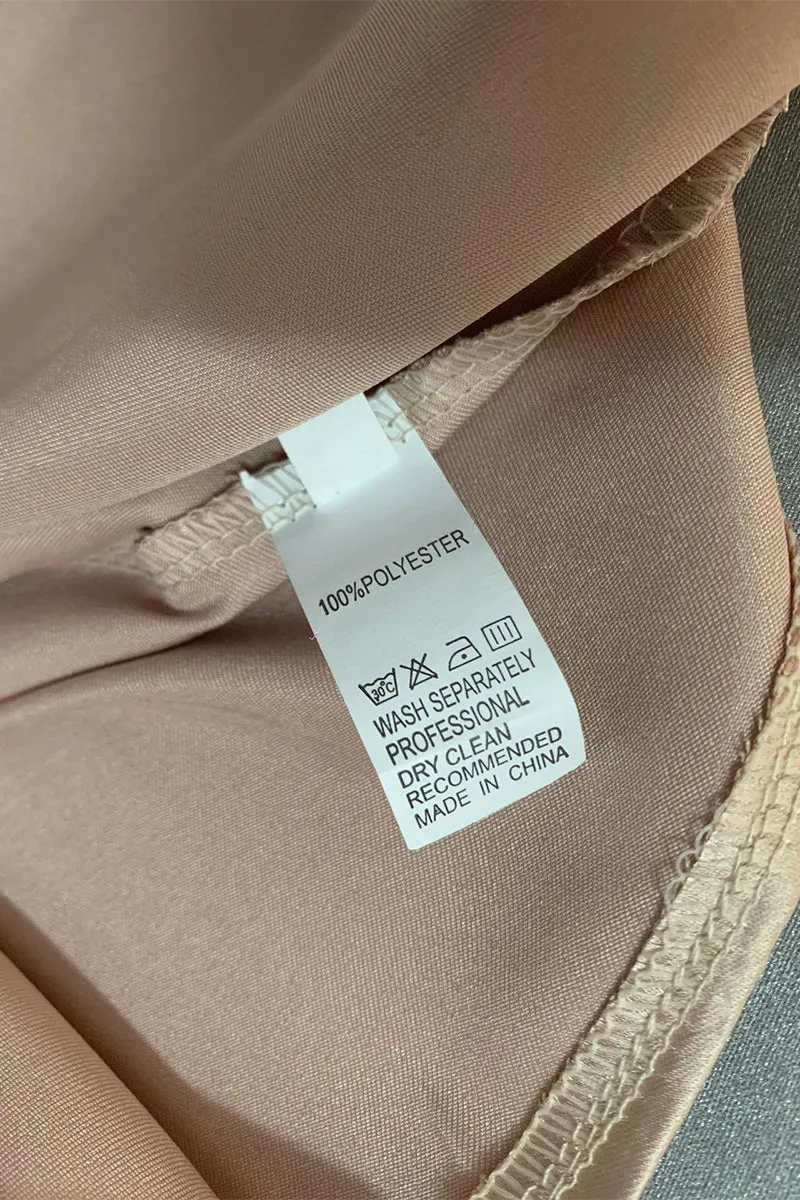 100%POLYESTER
30°C
WASH SEPARATELY
PROFESSIONAL
DRY CLEAN
RECOMMENDED
MADE IN CHINA